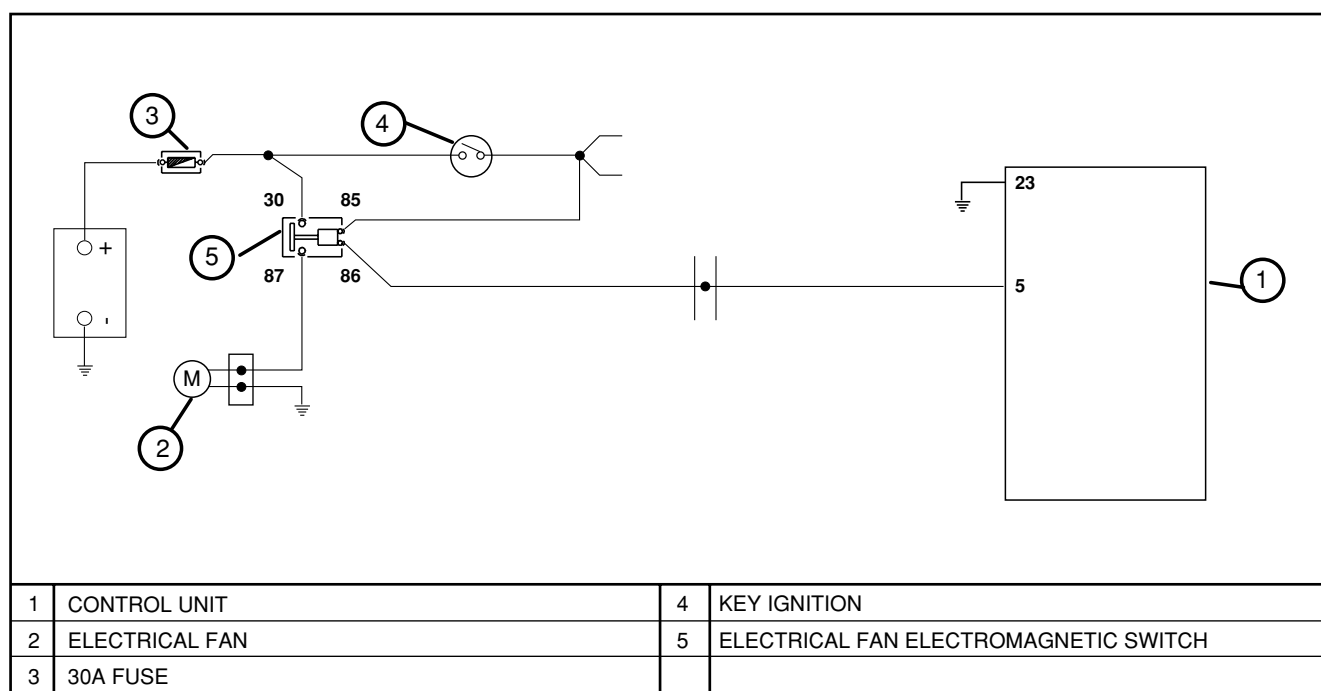 3
4
30 85
23
+
5
87 86
5
1
-
M
2
1 CONTROL UNIT 4 KEY IGNITION
2 ELECTRICAL FAN 5 ELECTRICAL FAN ELECTROMAGNETIC SWITCH
3 30A FUSE